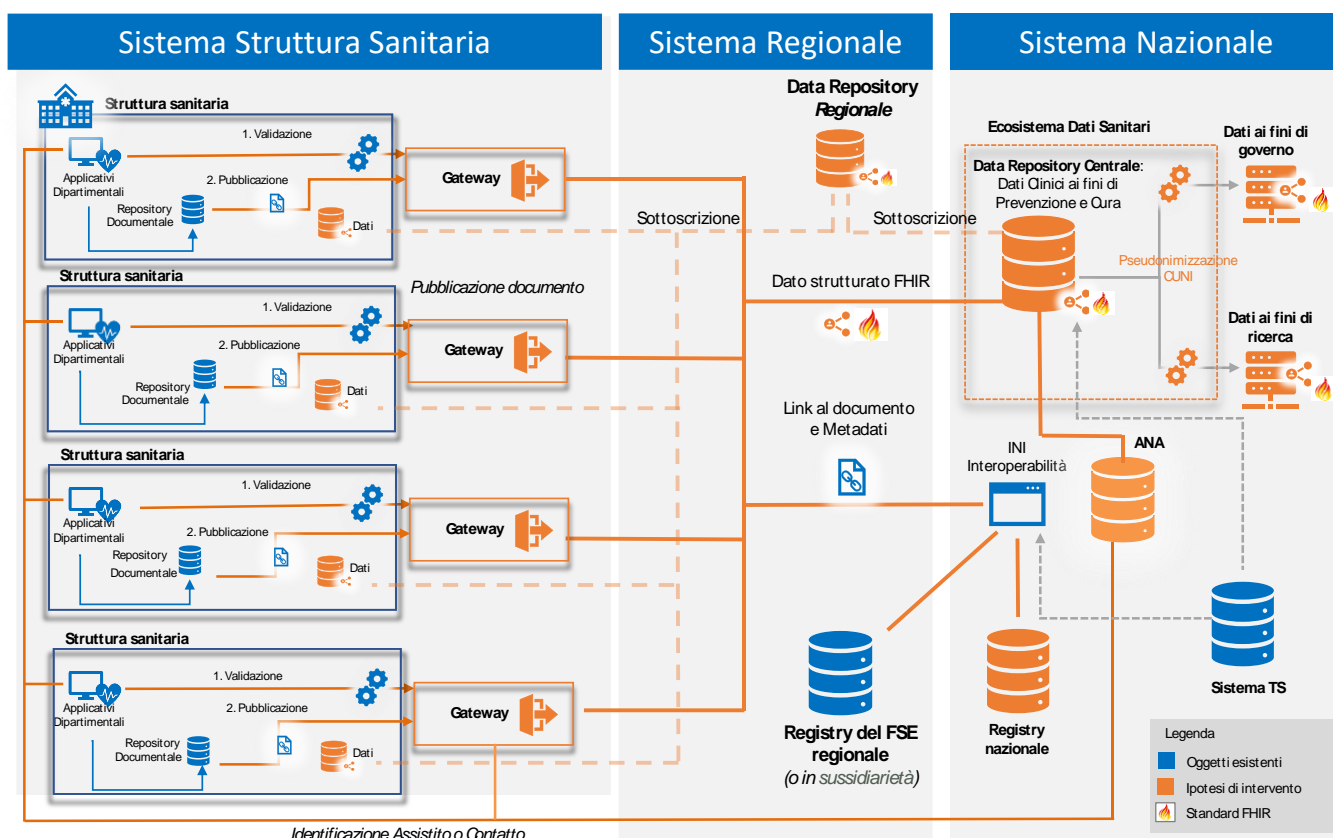 Sistema Struttura Sanitaria
Sistema Regionale
Sistema Nazionale
Struttura sanitaria
1. Validazione
Applicativi
Dipartimentali
2. Pubblicazione
Repository
Documentale
Dati
Gateway
Struttura sanitaria
1. Validazione
Applicativi
Dipartimentali
2. Pubblicazione
Repository
Documentale
Dati
Gateway
Pubblicazione documento
Struttura sanitaria
1. Validazione
Applicativi
Dipartimentali
2. Pubblicazione
Repository
Documentale
Dati
Gateway
Struttura sanitaria
1. Validazione
Applicativi
Dipartimentali
2. Pubblicazione
Repository
Documentale
Dati
Gateway
Identificazione Assistito o Contatto
Data Repository
Regionale
Sottoscrizione
Sottoscrizione
Dato strutturato FHIR
Link al documento
e Metadati
Registry del FSE
regionale
(o in sussidiarietà)
Ecosistema Dati Sanitari
Data Repository Centrale:
Dati Clinici ai fini di
Prevenzione e Cura
Pseudonimizzazione
CUNI
Dati ai fini di
governo
Dati ai fini di
ricerca
INI
Interoperabilità
ANA
Registry
nazionale
Sistema TS
Legenda
Oggetti esistenti
Ipotesi di intervento
Standard FHIR